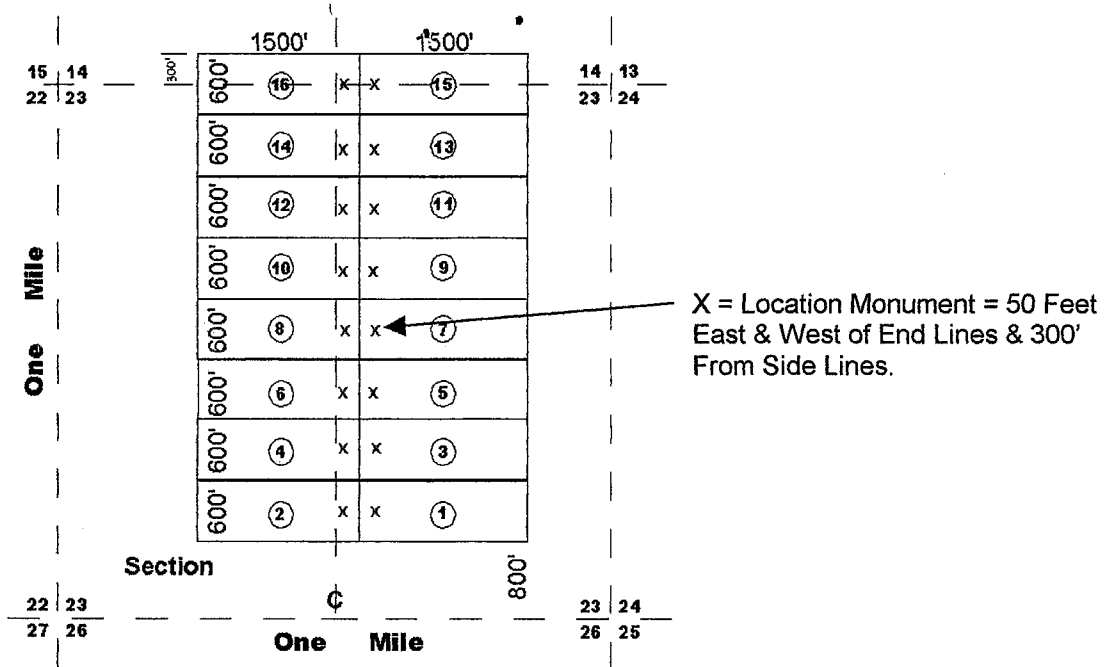 1500' 1500'
300'
15 14
22 23
14 13
23 24
600' 16 x x 15
600' 14 x x 13
600' 12 x x 11
600' 10 x x 9
600' 8 x x 7
600' 6 x x 5
600' 4 x x 3
600' 2 x x 1
One Mile
X = Location Monument = 50 Feet
East & West of End Lines & 300'
From Side Lines.
Section
800'
℄
22 23
27 26
23 24
26 25
One Mile